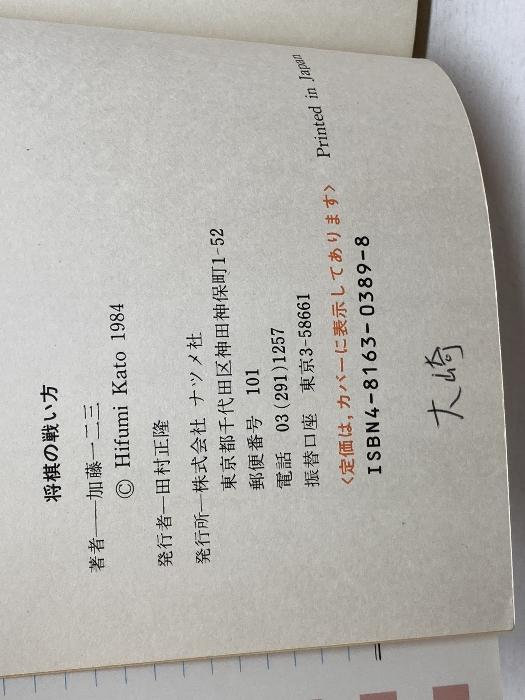 将棋の戦い方
著者──加藤一二三
© Hifumi Kato 1984
発行者─田村正隆
発行所─株式会社 ナツメ社
東京都千代田区神田神保町1-52
郵便番号 101
電話 03(291)1257
振替口座 東京3-58661
Printed in Japan
〈定価は,カバーに表示してあります〉
ISBN4-8163-0389-8
大崎